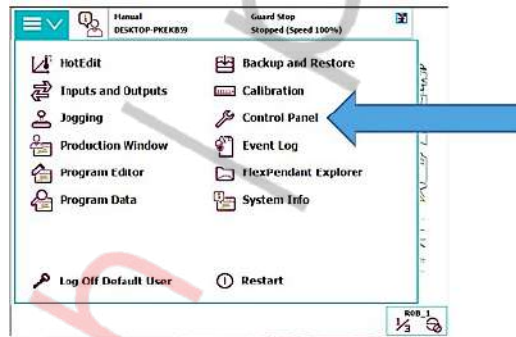 Manual
DESKTOP-PKEKB59
Guard Stop
Stopped (Speed 100%)
HotEdit
Backup and Restore
Inputs and Outputs
Calibration
Jogging
Control Panel
Production Window
Event Log
Program Editor
FlexPendant Explorer
Program Data
System Info
Log Off Default User
Restart
ROB_1
1/3